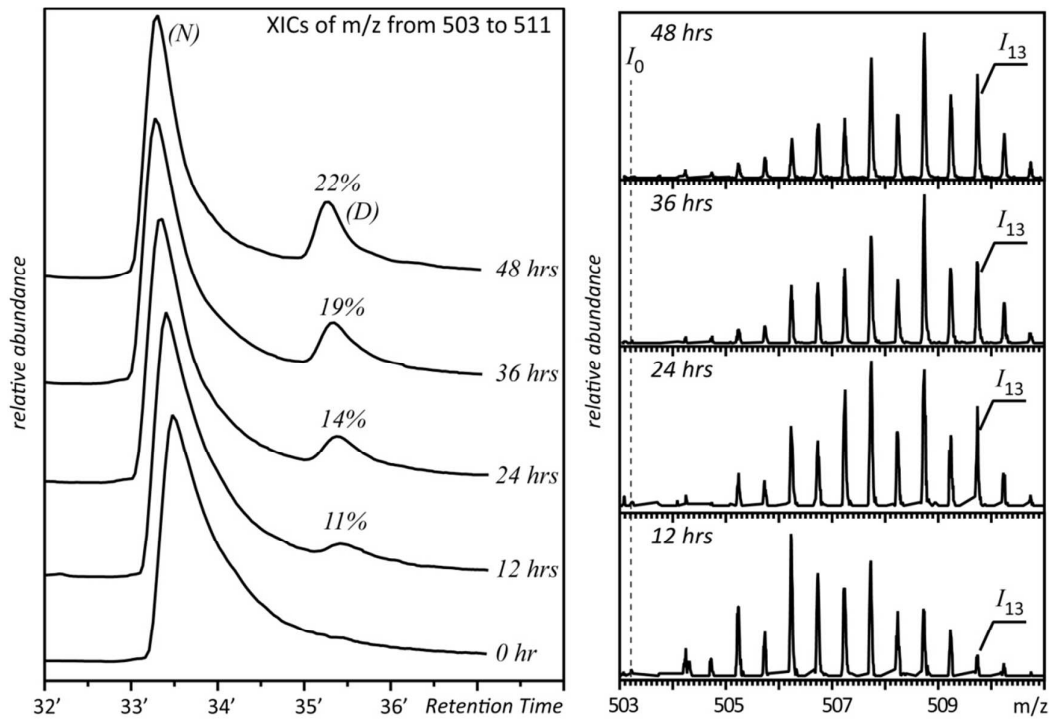 XICs of m/z from 503 to 511
(N)
22%
(D)
48 hrs
19%
36 hrs
14%
24 hrs
11%
12 hrs
0 hr
32′ 33′ 34′ 35′ 36′ Retention Time
relative abundance
48 hrs
I0
I13
36 hrs
I13
24 hrs
I13
12 hrs
I13
503 505 507 509 m/z
relative abundance